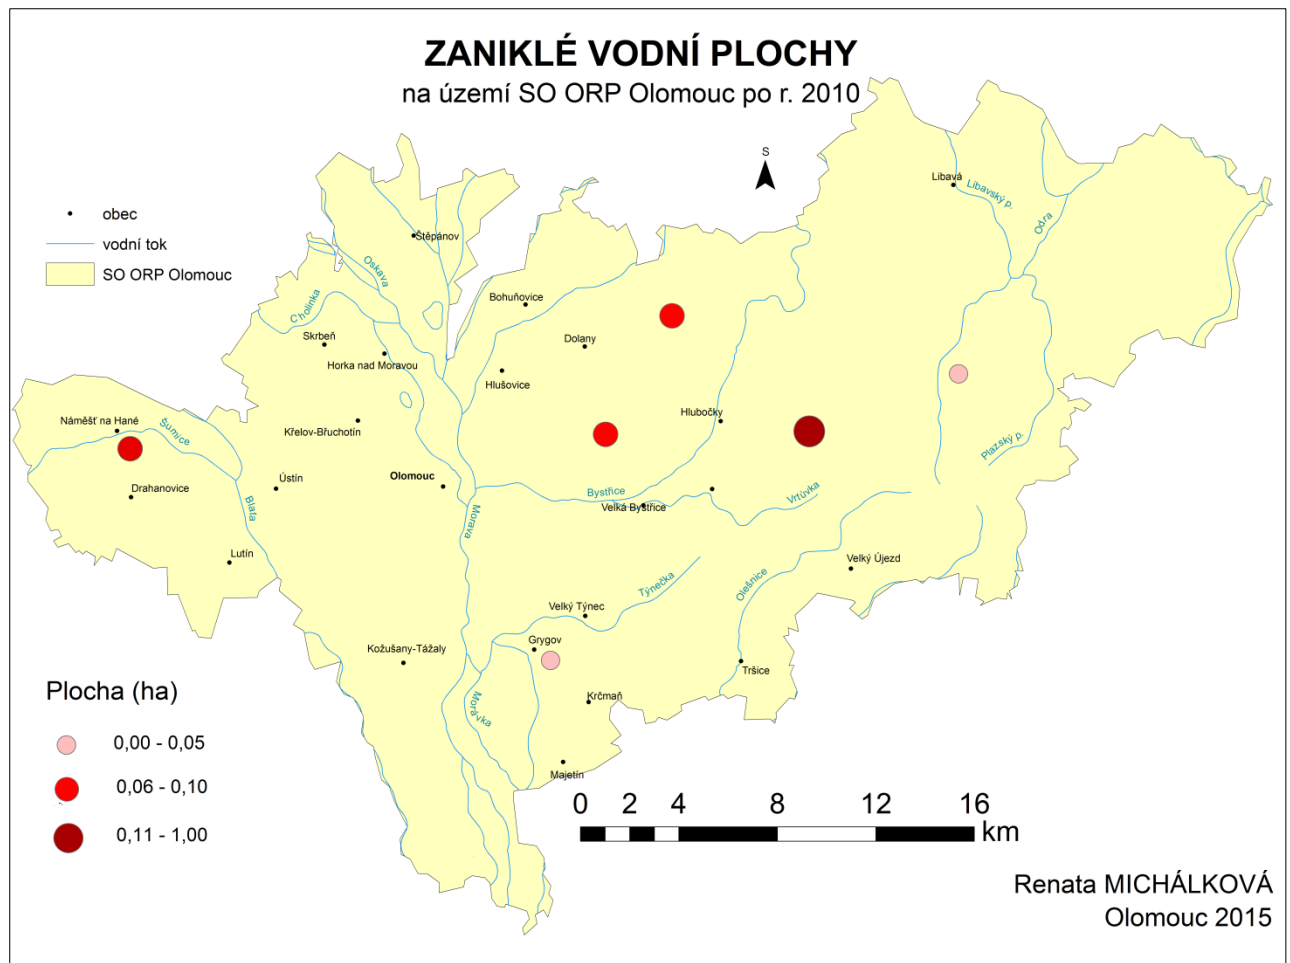 ZANIKLÉ VODNÍ PLOCHY
na území SO ORP Olomouc po r. 2010
S
obec
vodní tok
SO ORP Olomouc
Libavá
Libavský p.
Odra
Štěpánov
Oskava
Cholinka
Bohuňovice
Skrbeň
Dolany
Horka nad Moravou
Hlušovice
Náměšť na Hané
Šumice
Křelov-Břuchotín
Hlubočky
Plazský p.
Drahanovice
Ústín
Olomouc
Bystřice
Vrtůvka
Velká Bystřice
Blata
Morava
Lutín
Velký Újezd
Týnečka
Olešnice
Velký Týnec
Kožušany-Tážaly
Grygov
Tršice
Morávka
Krčmaň
Majetín
Plocha (ha)
0,00 - 0,05
0,06 - 0,10
0,11 - 1,00
0 2 4 8 12 16
km
Renata MICHÁLKOVÁ
Olomouc 2015